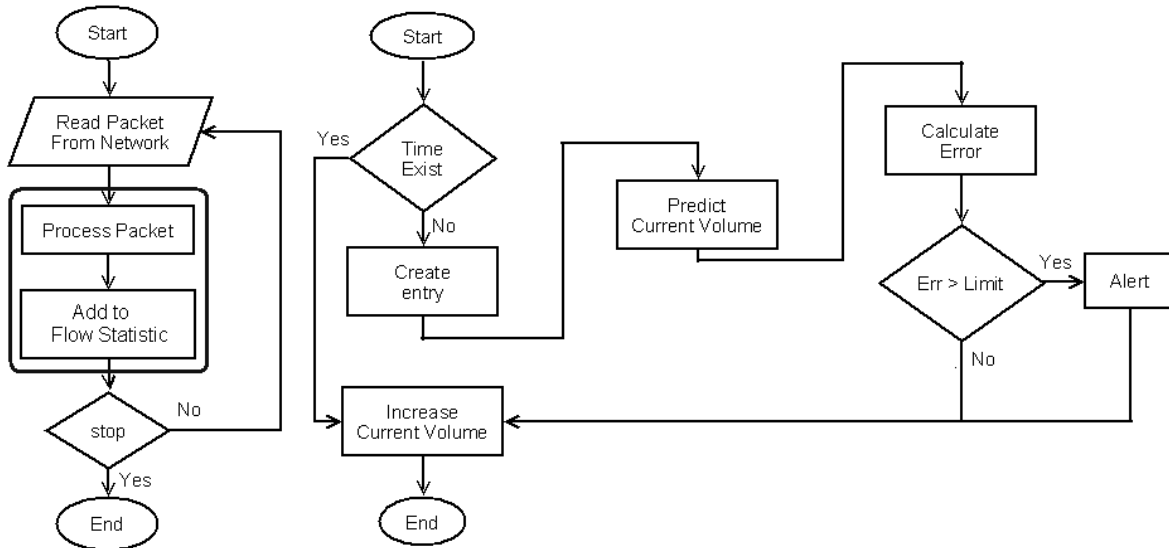 Start
Read Packet
From Network
Process Packet
Add to
Flow Statistic
stop
No
Yes
End
Start
Yes
Time
Exist
No
Create
entry
Predict
Current Volume
Calculate
Error
Err > Limit
Yes
Alert
No
Increase
Current Volume
End